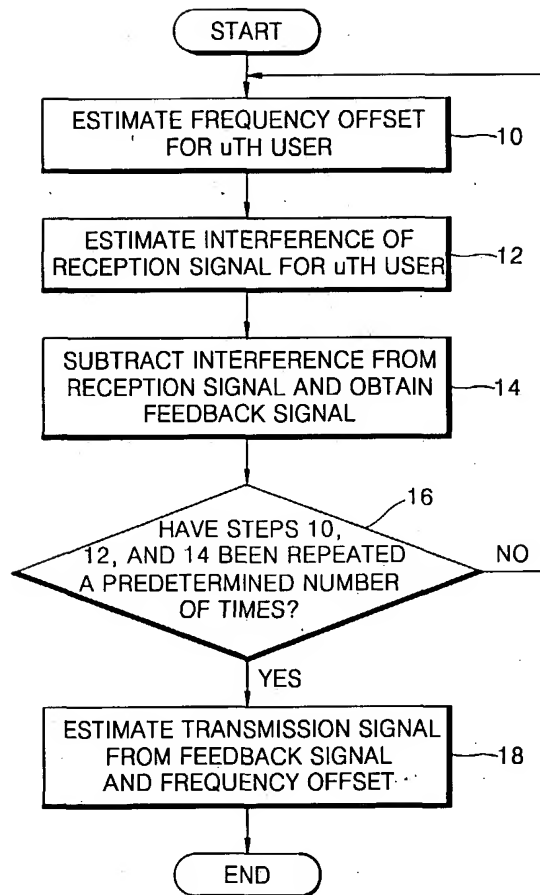 START
ESTIMATE FREQUENCY OFFSET
FOR uTH USER
10
ESTIMATE INTERFERENCE OF
RECEPTION SIGNAL FOR uTH USER
12
SUBTRACT INTERFERENCE FROM
RECEPTION SIGNAL AND OBTAIN
FEEDBACK SIGNAL
14
16
HAVE STEPS 10,
12, AND 14 BEEN REPEATED
A PREDETERMINED NUMBER
OF TIMES?
NO
YES
ESTIMATE TRANSMISSION SIGNAL
FROM FEEDBACK SIGNAL
AND FREQUENCY OFFSET
18
END